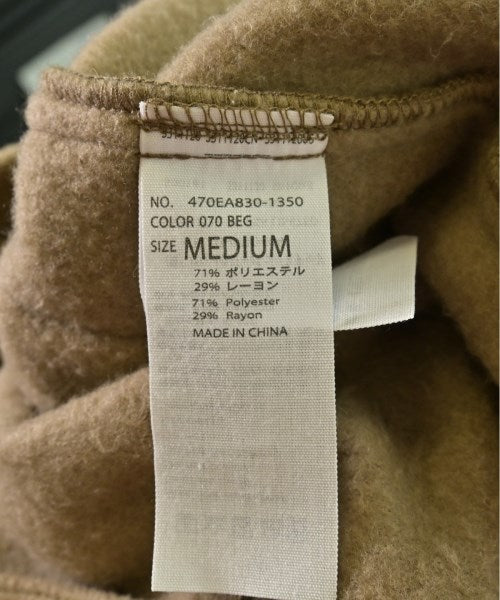 NO. 470EA830-1350
COLOR 070 BEG
SIZE MEDIUM
71% ポリエステル
29% レーヨン
71% Polyester
29% Rayon
MADE IN CHINA